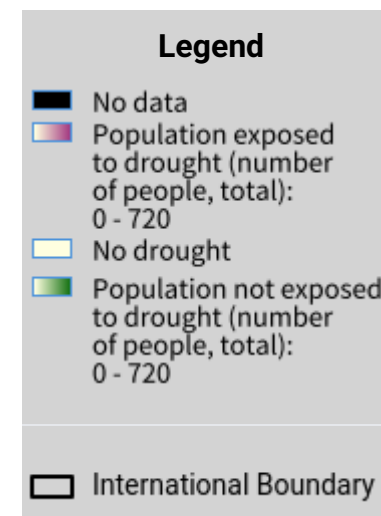 Legend
No data
Population exposed
to drought (number
of people, total):
0 - 720
No drought
Population not exposed
to drought (number
of people, total):
0 - 720
International Boundary